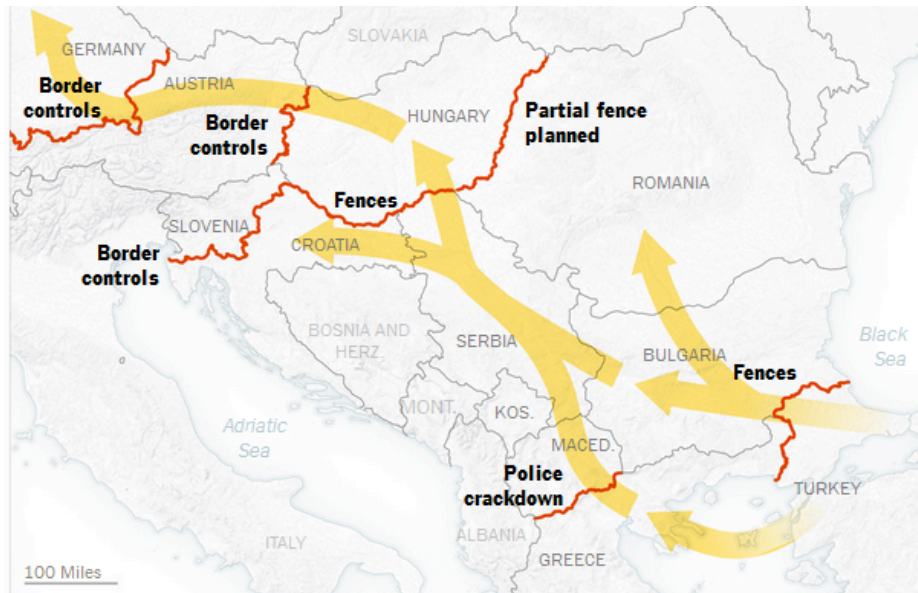 SLOVAKIA
GERMANY
AUSTRIA
Border
controls
HUNGARY
Partial fence
planned
Border
controls
ROMANIA
Fences
SLOVENIA
CROATIA
Border
controls
BOSNIA AND
HERZ.
SERBIA
BULGARIA
Black
Sea
Fences
MONT.
KOS.
Adriatic
Sea
MACED.
Police
crackdown
TURKEY
ALBANIA
ITALY
GREECE
100 Miles